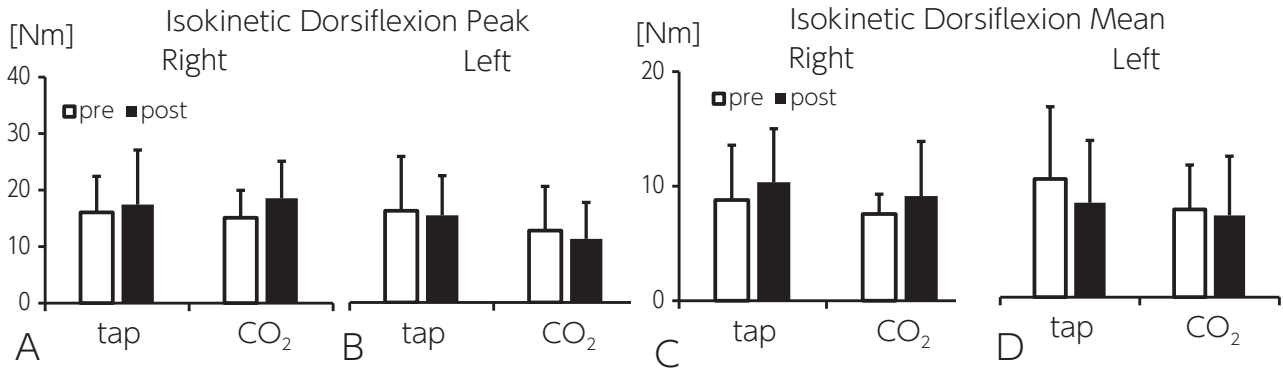 Isokinetic Dorsiflexion Peak
[Nm]
Right
Left
40
30
20
10
0
pre post
tap
CO₂
tap
CO₂
A
B
Isokinetic Dorsiflexion Mean
[Nm]
Right
Left
20
10
0
pre post
tap
CO₂
tap
CO₂
C
D